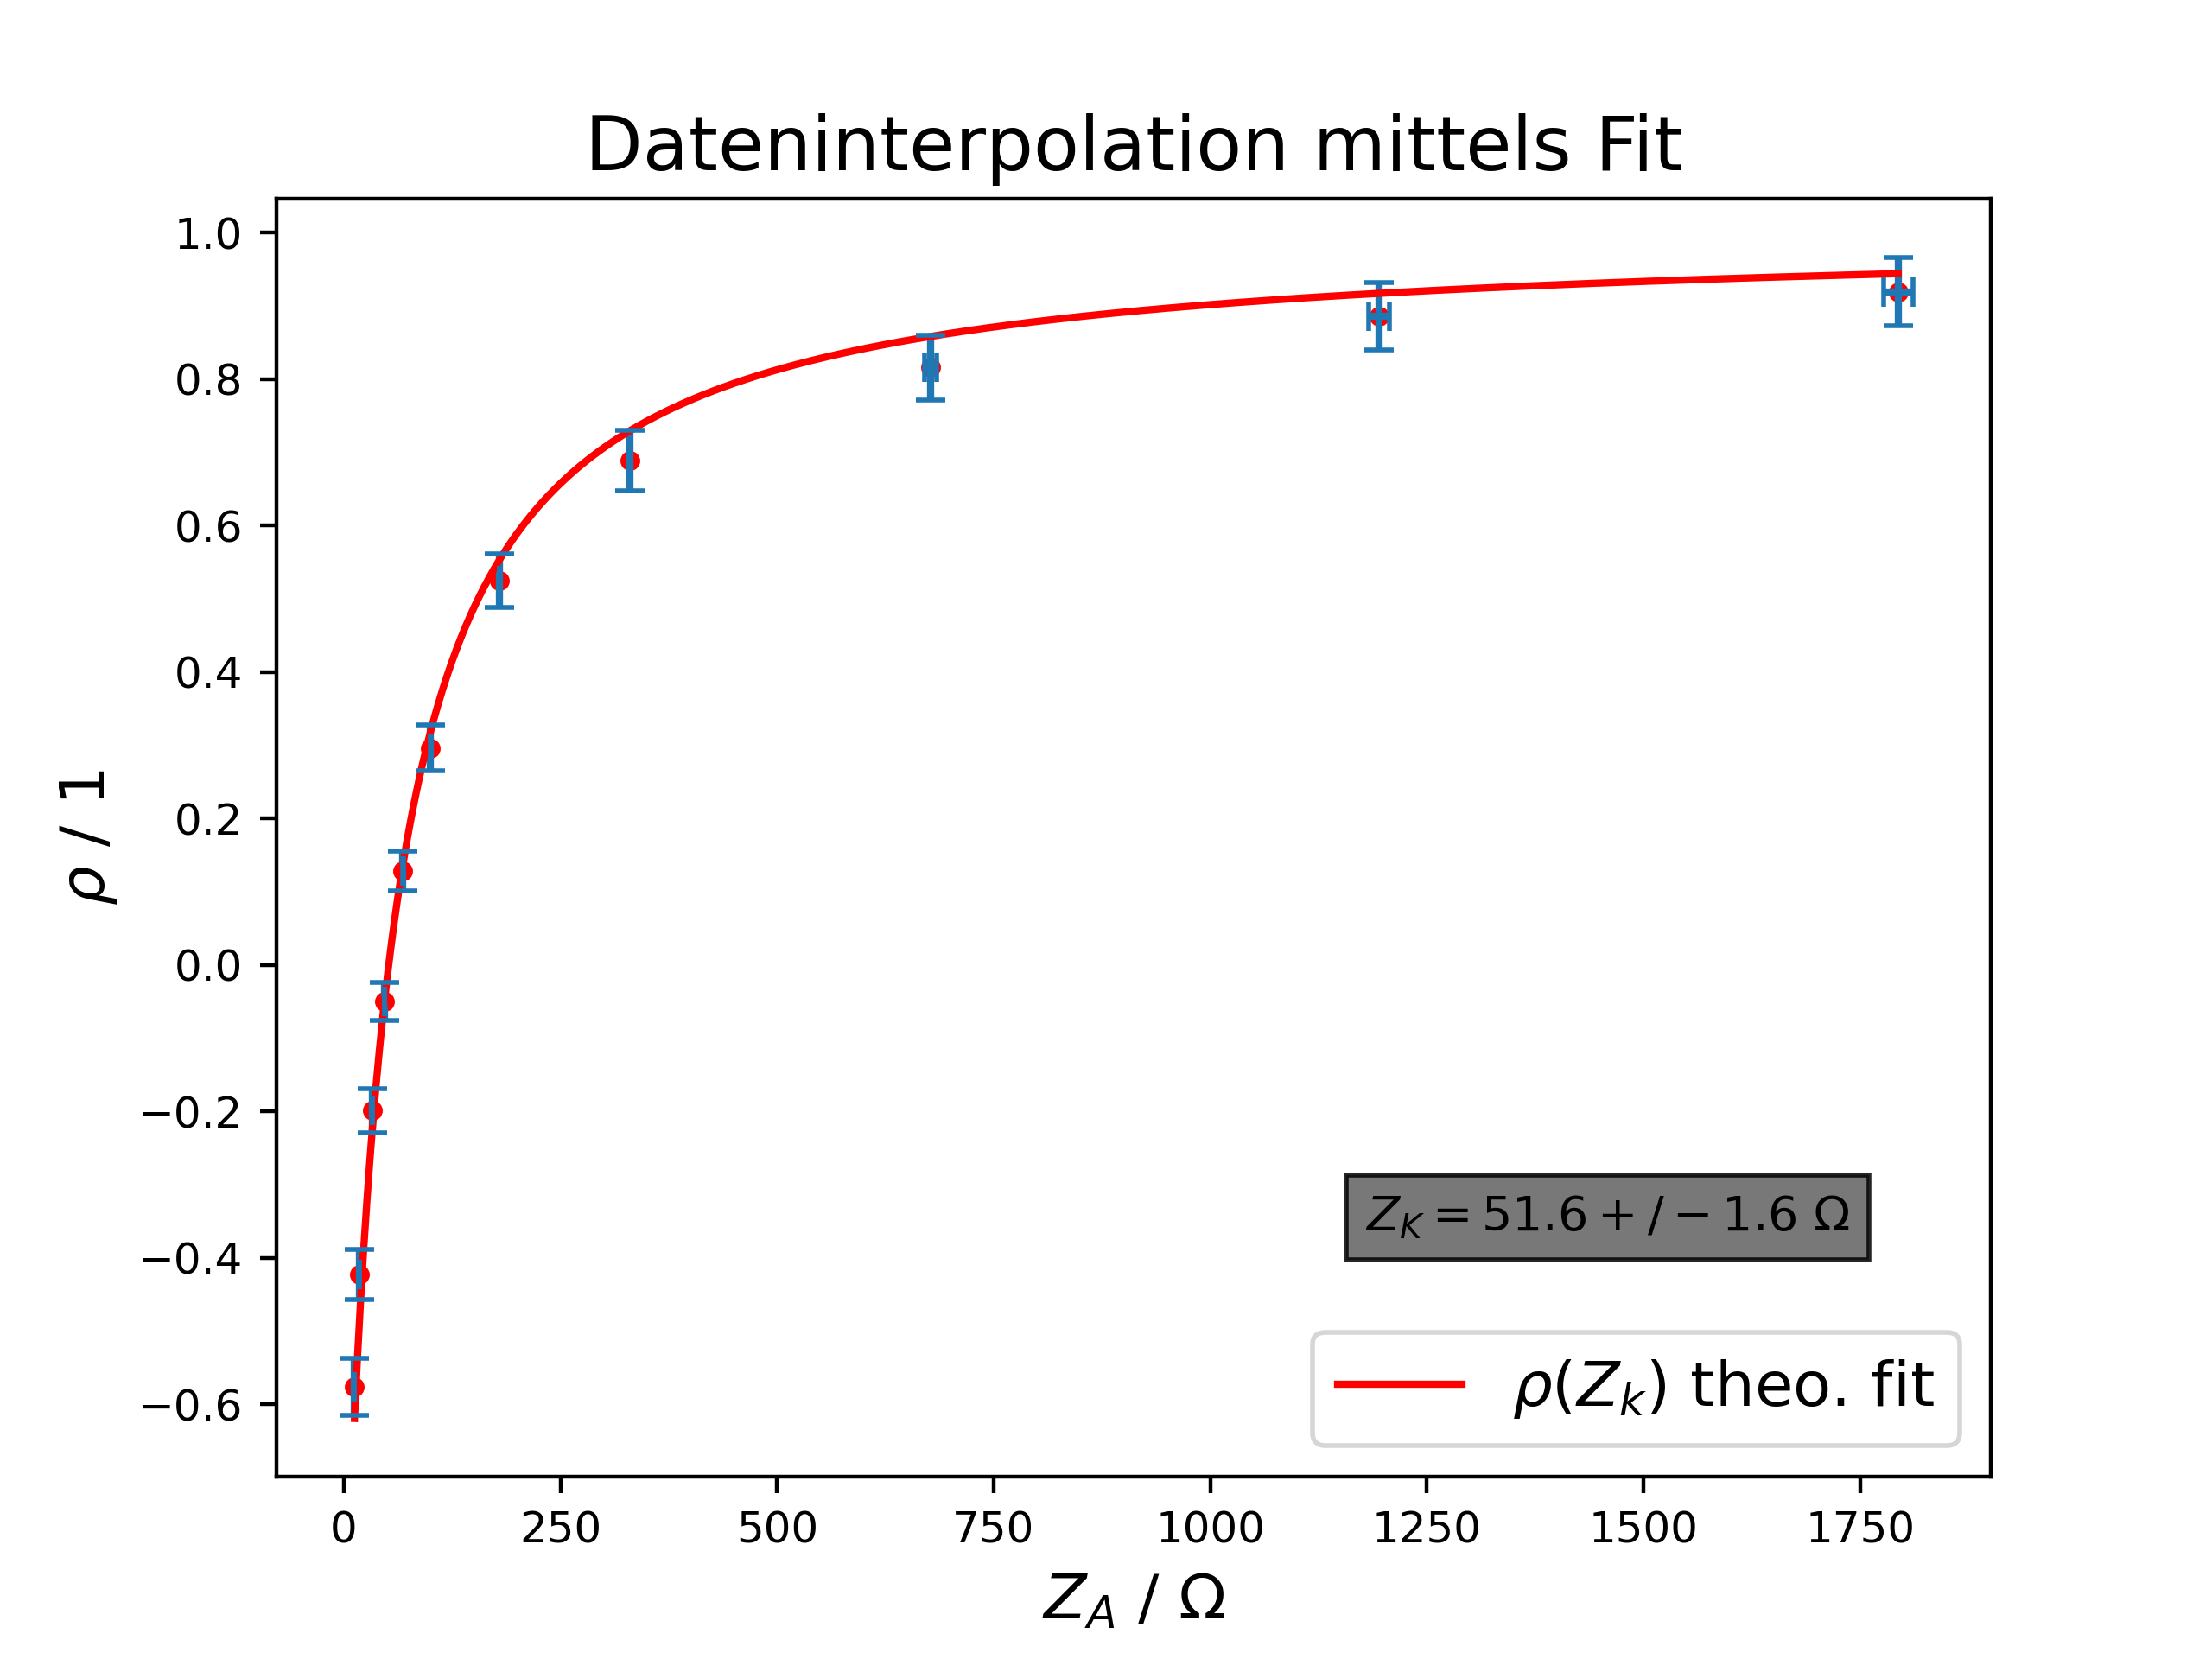 Dateninterpolation mittels Fit
1.0
0.8
0.6
0.4
0.2
0.0
−0.2
−0.4
−0.6
ρ / 1
Z_K = 51.6 + / − 1.6 Ω
ρ(Z_k) theo. fit
0 250 500 750 1000 1250 1500 1750
Z_A / Ω